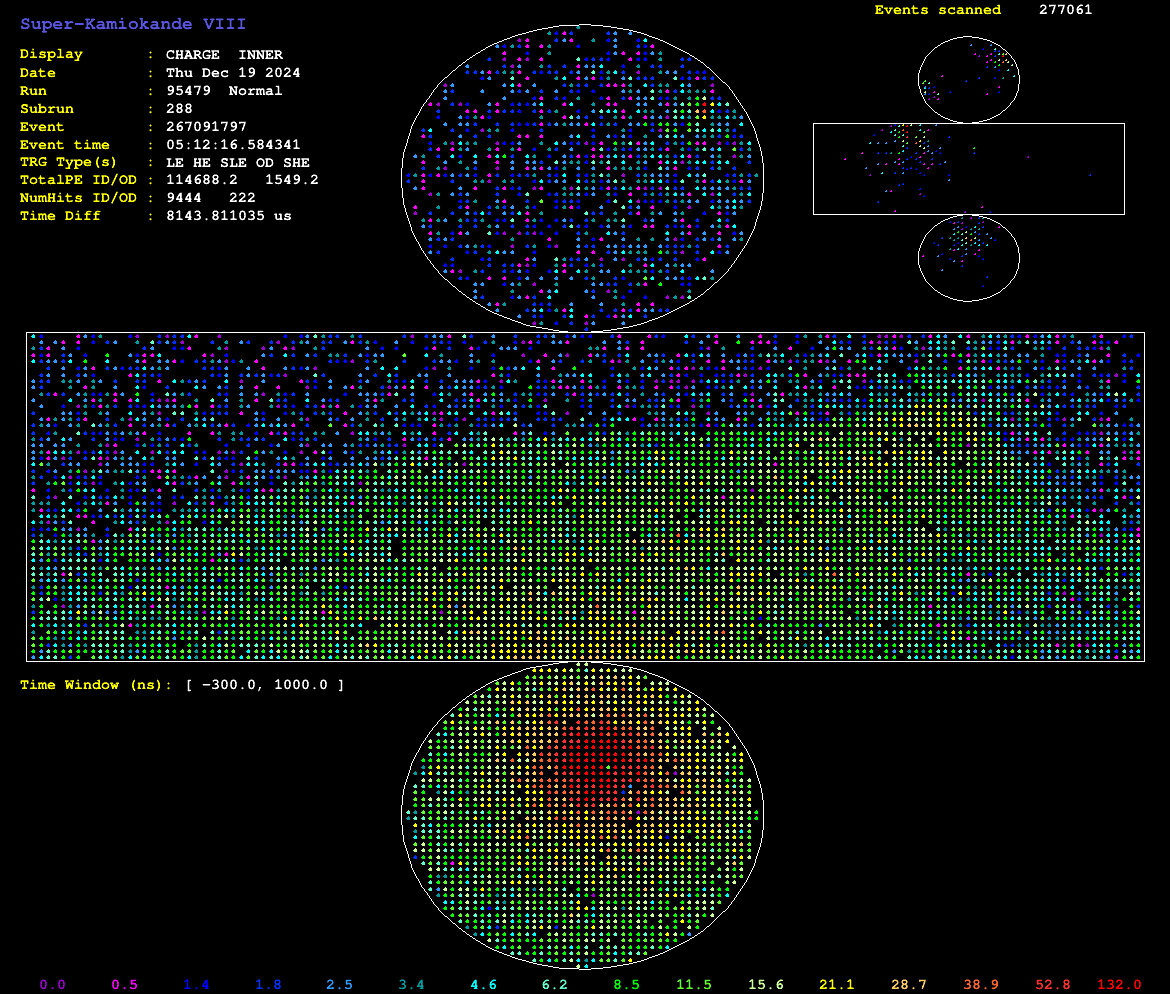 Super-Kamiokande VIII
Events scanned 277061
Display : CHARGE INNER
Date : Thu Dec 19 2024
Run : 95479 Normal
Subrun : 288
Event : 267091797
Event time : 05:12:16.584341
TRG Type(s) : LE HE SLE OD SHE
TotalPE ID/OD : 114688.2 1549.2
NumHits ID/OD : 9444 222
Time Diff : 8143.811035 us
Time Window (ns): [ −300.0, 1000.0 ]
0.0 0.5 1.4 1.8 2.5 3.4 4.6 6.2 8.5 11.5 15.6 21.1 28.7 38.9 52.8 132.0